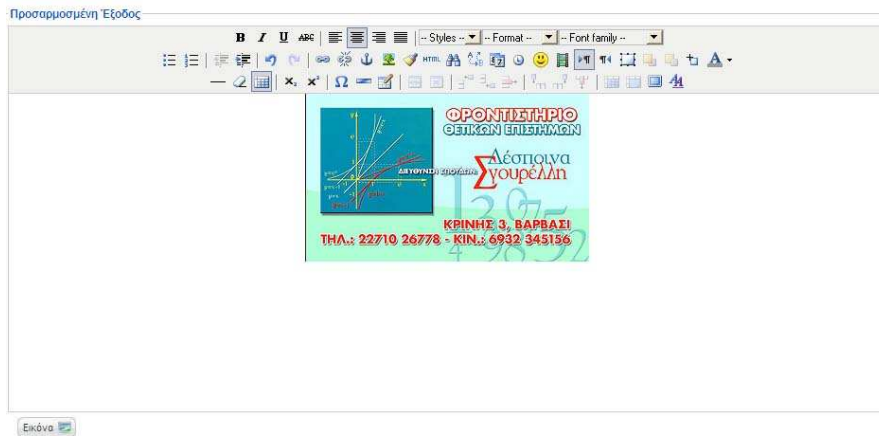 Προσαρμοσμένη Έξοδος
B I U ABC -- Styles -- -- Format -- -- Font family --
HTML
ΦΡΟΝΤΙΣΤΗΡΙΟ
ΘΕΤΙΚΩΝ ΕΠΙΣΤΗΜΩΝ
Δέσποινα
Σγουρέλλη
ΔΙΕΥΘΥΝΣΗ ΣΠΟΥΔΩΝ
ΚΡΙΝΗΣ 3, ΒΑΡΒΑΣΙ
ΤΗΛ.: 22710 26778 - ΚΙΝ.: 6932 345156
Εικόνα